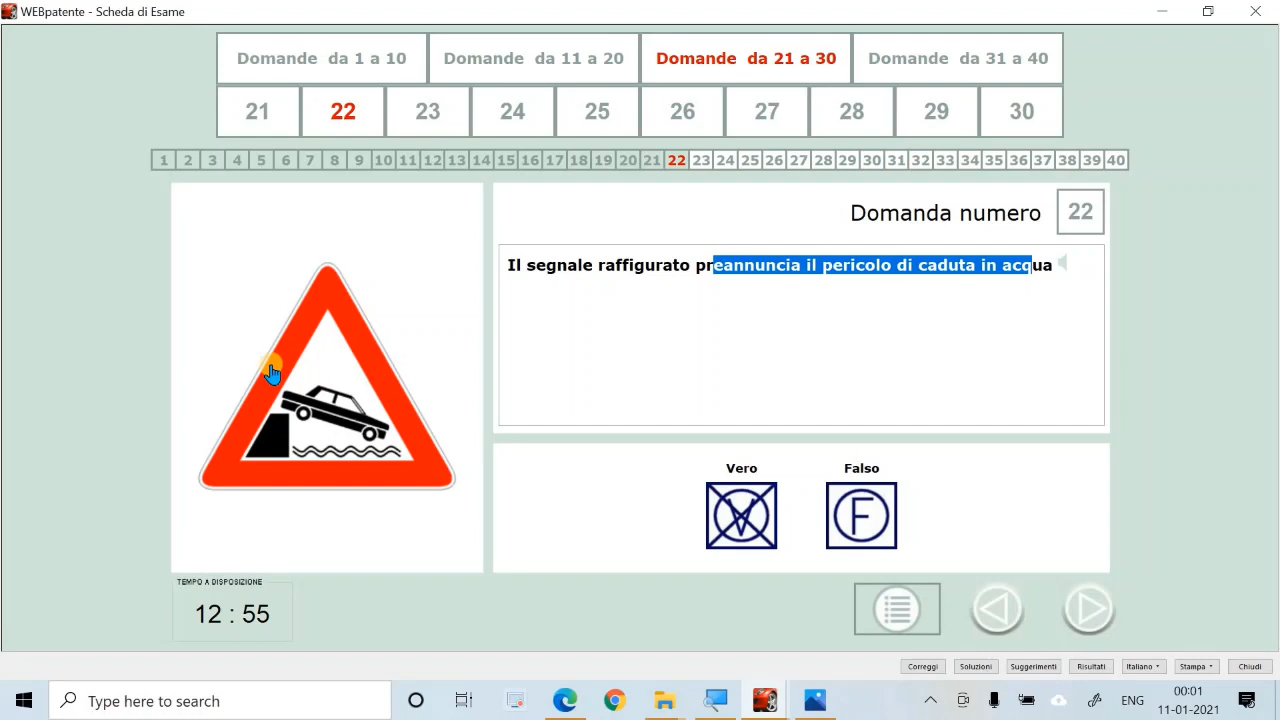 WEBpatente - Scheda di Esame
Domande da 1 a 10
Domande da 11 a 20
Domande da 21 a 30
Domande da 31 a 40
21 22 23 24 25 26 27 28 29 30
1 2 3 4 5 6 7 8 9 10 11 12 13 14 15 16 17 18 19 20 21 22 23 24 25 26 27 28 29 30 31 32 33 34 35 36 37 38 39 40
Domanda numero 22
Il segnale raffigurato preannuncia il pericolo di caduta in acqua
Vero Falso
V F
TEMPO A DISPOSIZIONE
12 : 55
Correggi Soluzioni Suggerimenti Risultati Italiano Stampa Chiudi
Type here to search
ENG
00:01
11-01-2021